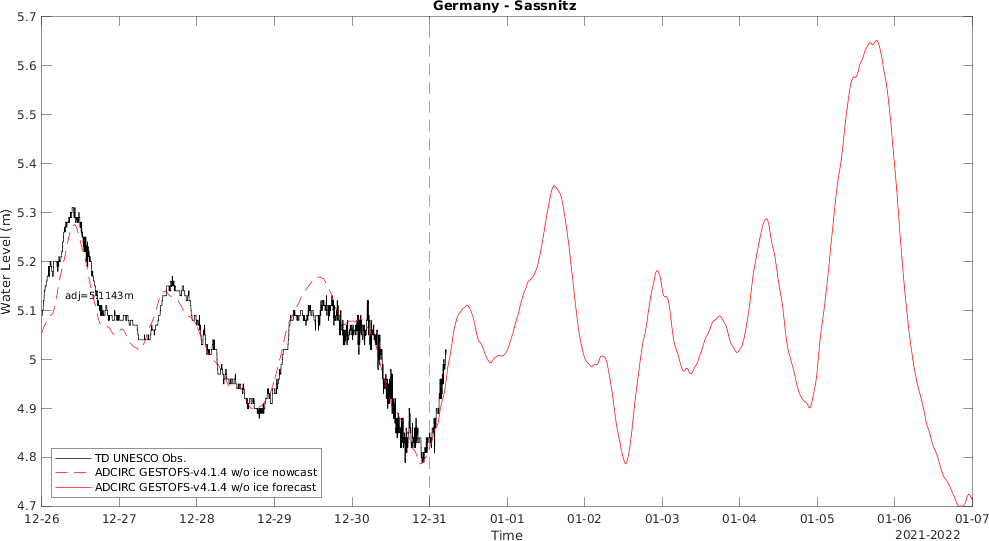 Germany - Sassnitz
5.7
5.6
5.5
5.4
5.3
5.2
5.1
5
4.9
4.8
4.7
Water Level (m)
adj=5.1143m
TD UNESCO Obs.
ADCIRC GESTOFS-v4.1.4 w/o ice nowcast
ADCIRC GESTOFS-v4.1.4 w/o ice forecast
12-26 12-27 12-28 12-29 12-30 12-31 01-01 01-02 01-03 01-04 01-05 01-06 01-07
Time
2021-2022